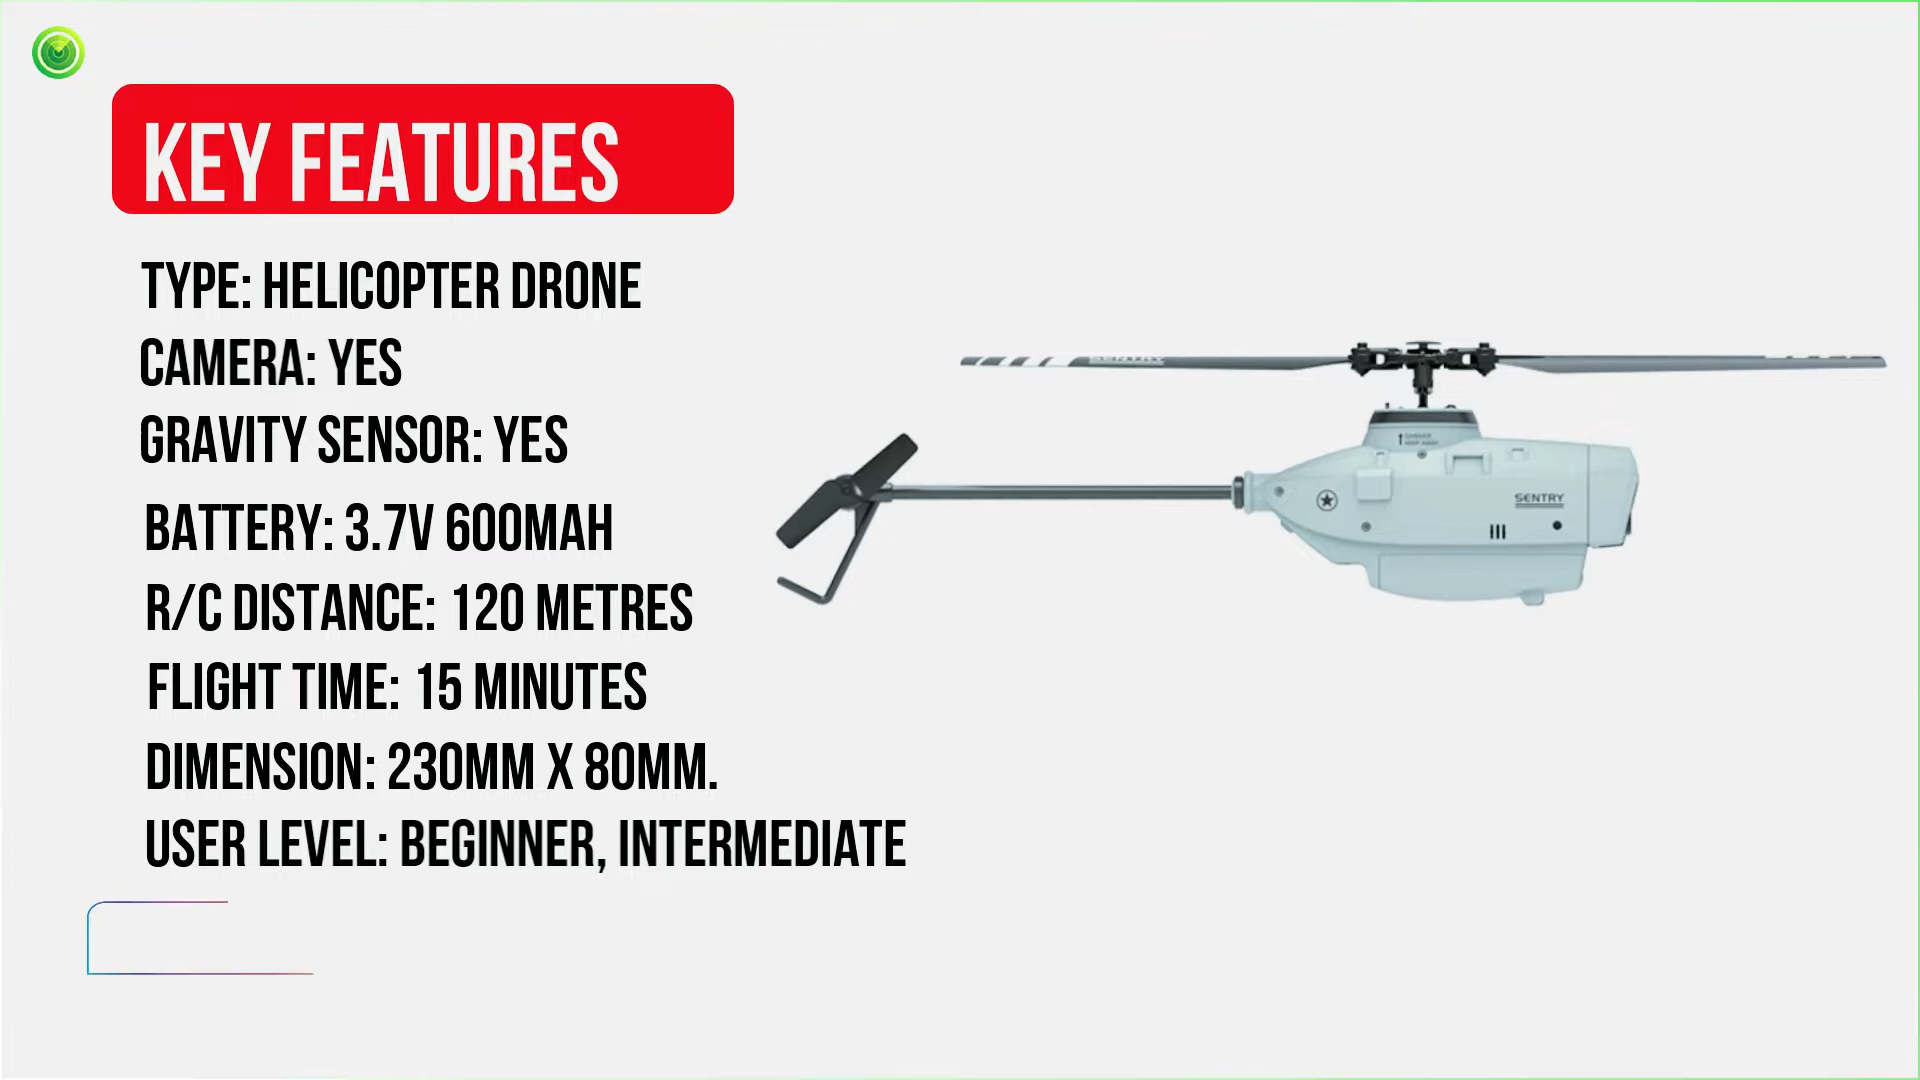 KEY FEATURES
TYPE: HELICOPTER DRONE
CAMERA: YES
GRAVITY SENSOR: YES
BATTERY: 3.7V 600MAH
R/C DISTANCE: 120 METRES
FLIGHT TIME: 15 MINUTES
DIMENSION: 230MM X 80MM.
USER LEVEL: BEGINNER, INTERMEDIATE
SENTRY
SENTRY